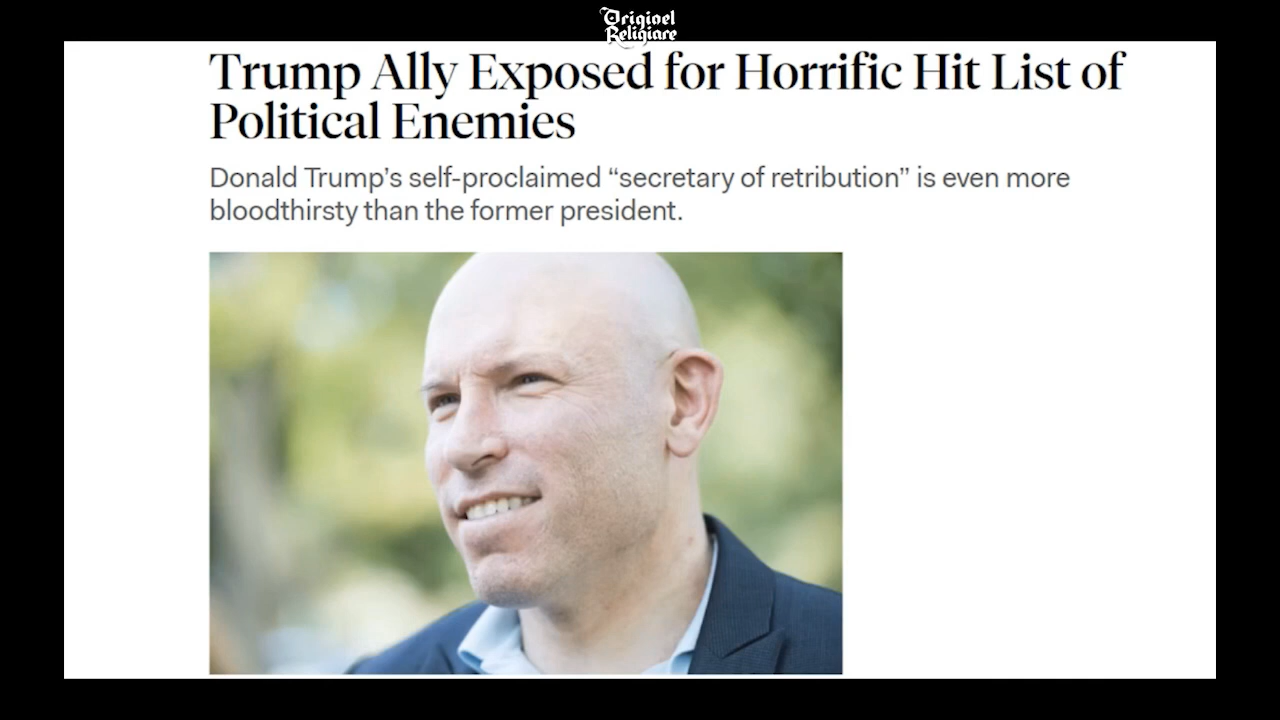 Origioel
Religiare
Trump Ally Exposed for Horrific Hit List of
Political Enemies
Donald Trump’s self-proclaimed “secretary of retribution” is even more
bloodthirsty than the former president.